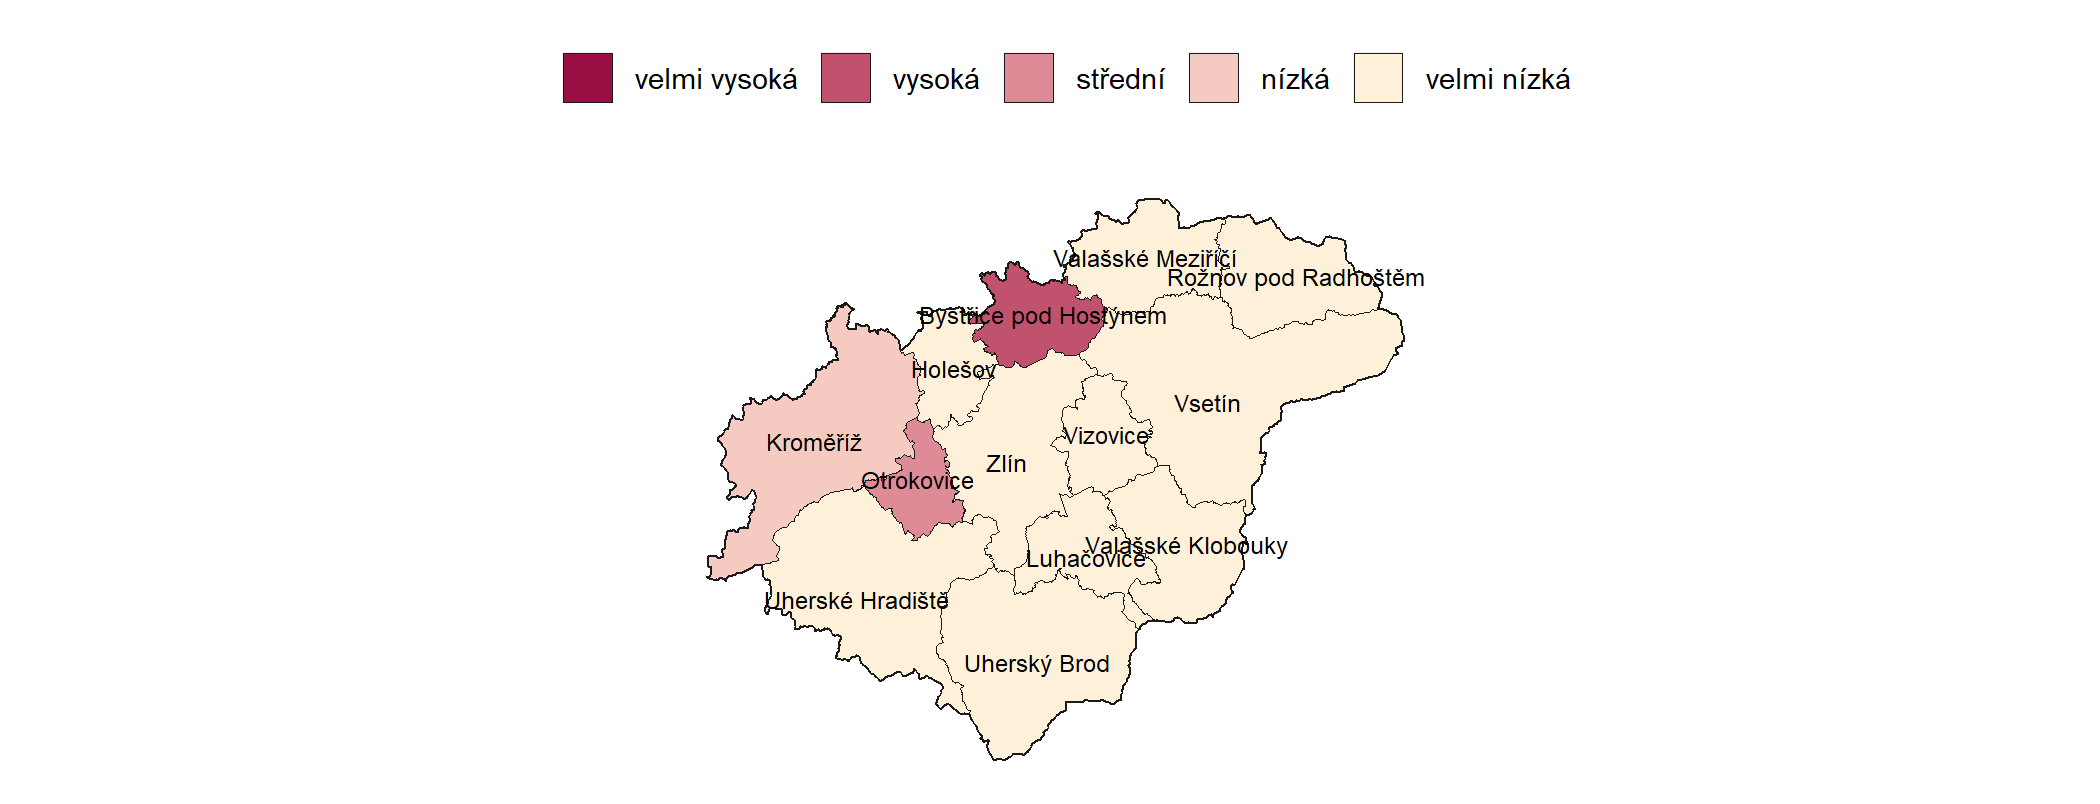 velmi vysoká vysoká střední nízká velmi nízká
Valašské Meziříčí
Rožnov pod Radhoštěm
Bystřice pod Hostýnem
Holešov
Vsetín
Kroměříž
Vizovice
Zlín
Otrokovice
Valašské Klobouky
Luhačovice
Uherské Hradiště
Uherský Brod